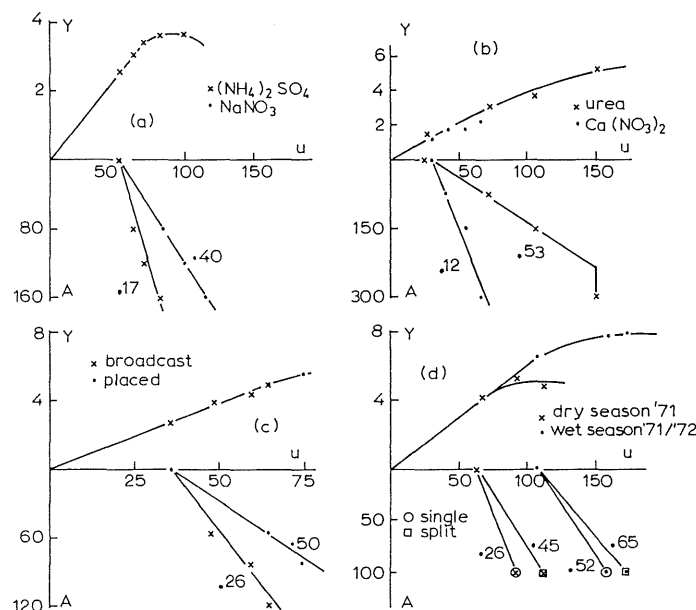 4 Y
2
(a)
× (NH4)2 SO4
• NaNO3
50 100 150 u
80
160 A
17
40
Y
6
4
2
(b)
× urea
• Ca (NO3)2
50 100 150
u
150
300 A
12
53
8 Y
4
× broadcast
• placed
(c)
25 50 75
u
60
120 A
26
50
8 Y
4
(d)
× dry season '71
• wet season '71/'72
50 100 150
u
50
100
A
⊙ single
⊡ split
26
45
52
65